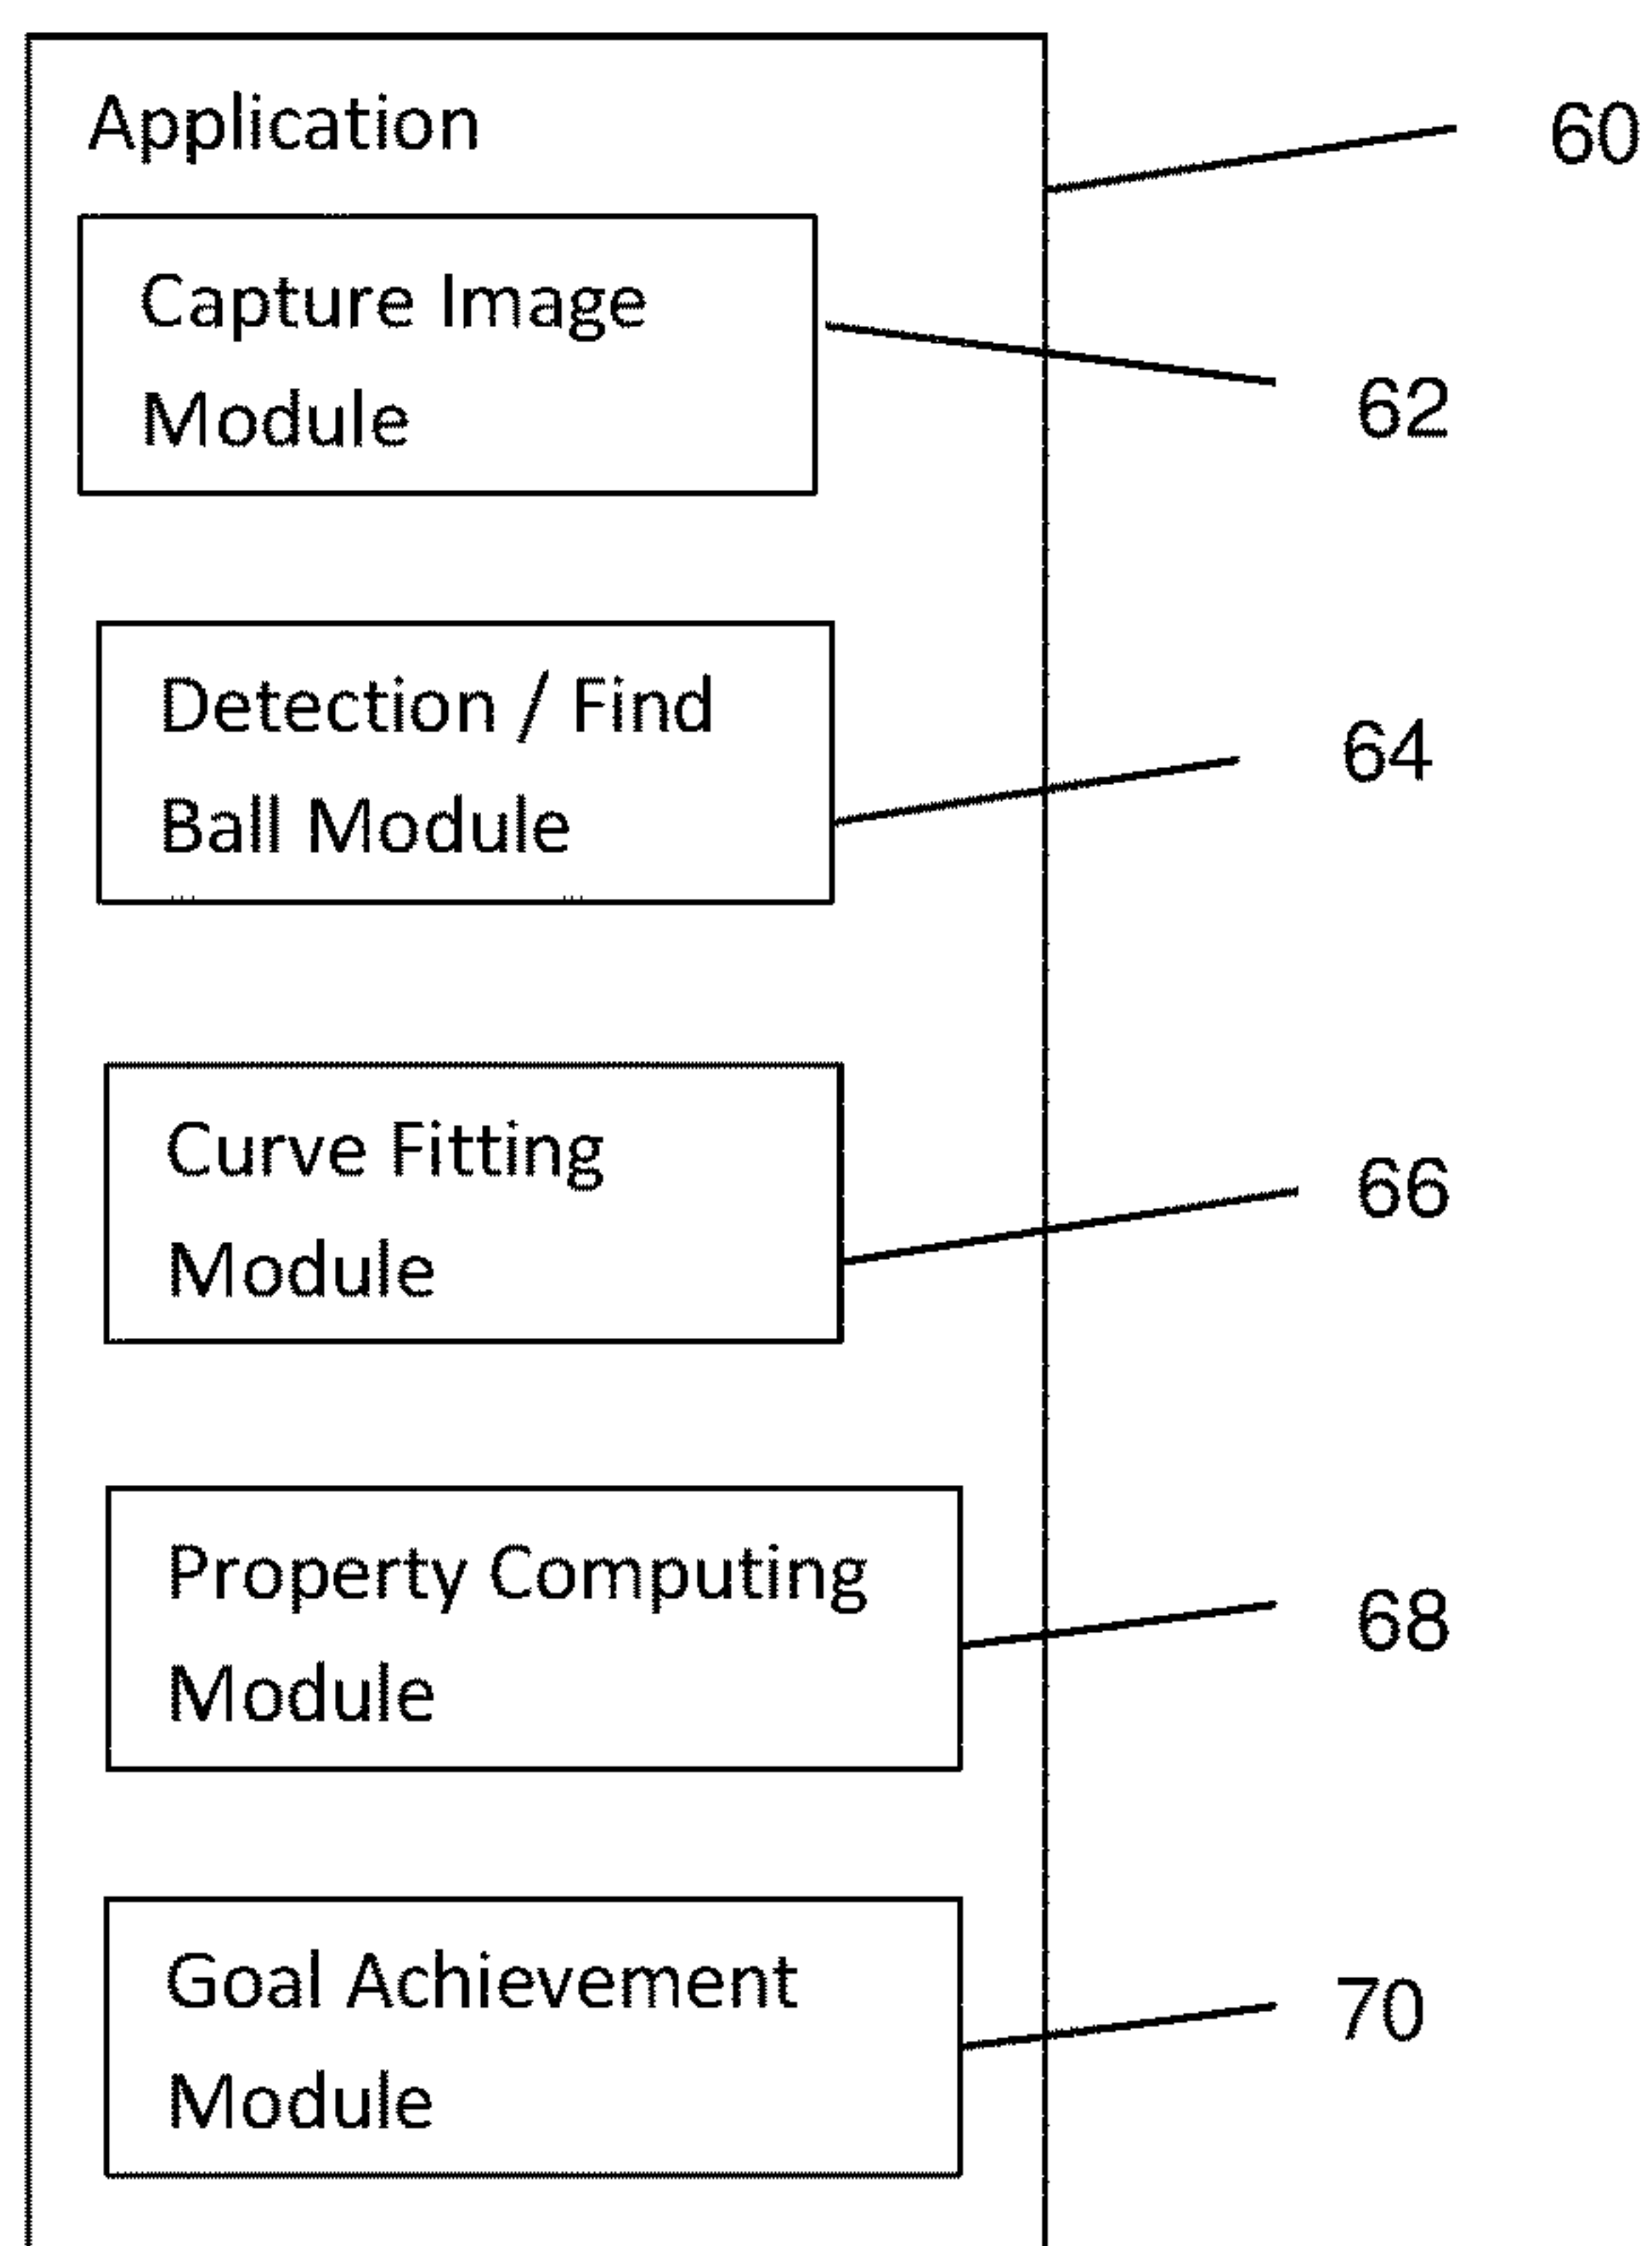 Application
60
Capture Image
Module
62
Detection / Find
Ball Module
64
Curve Fitting
Module
66
Property Computing
Module
68
Goal Achievement
Module
70